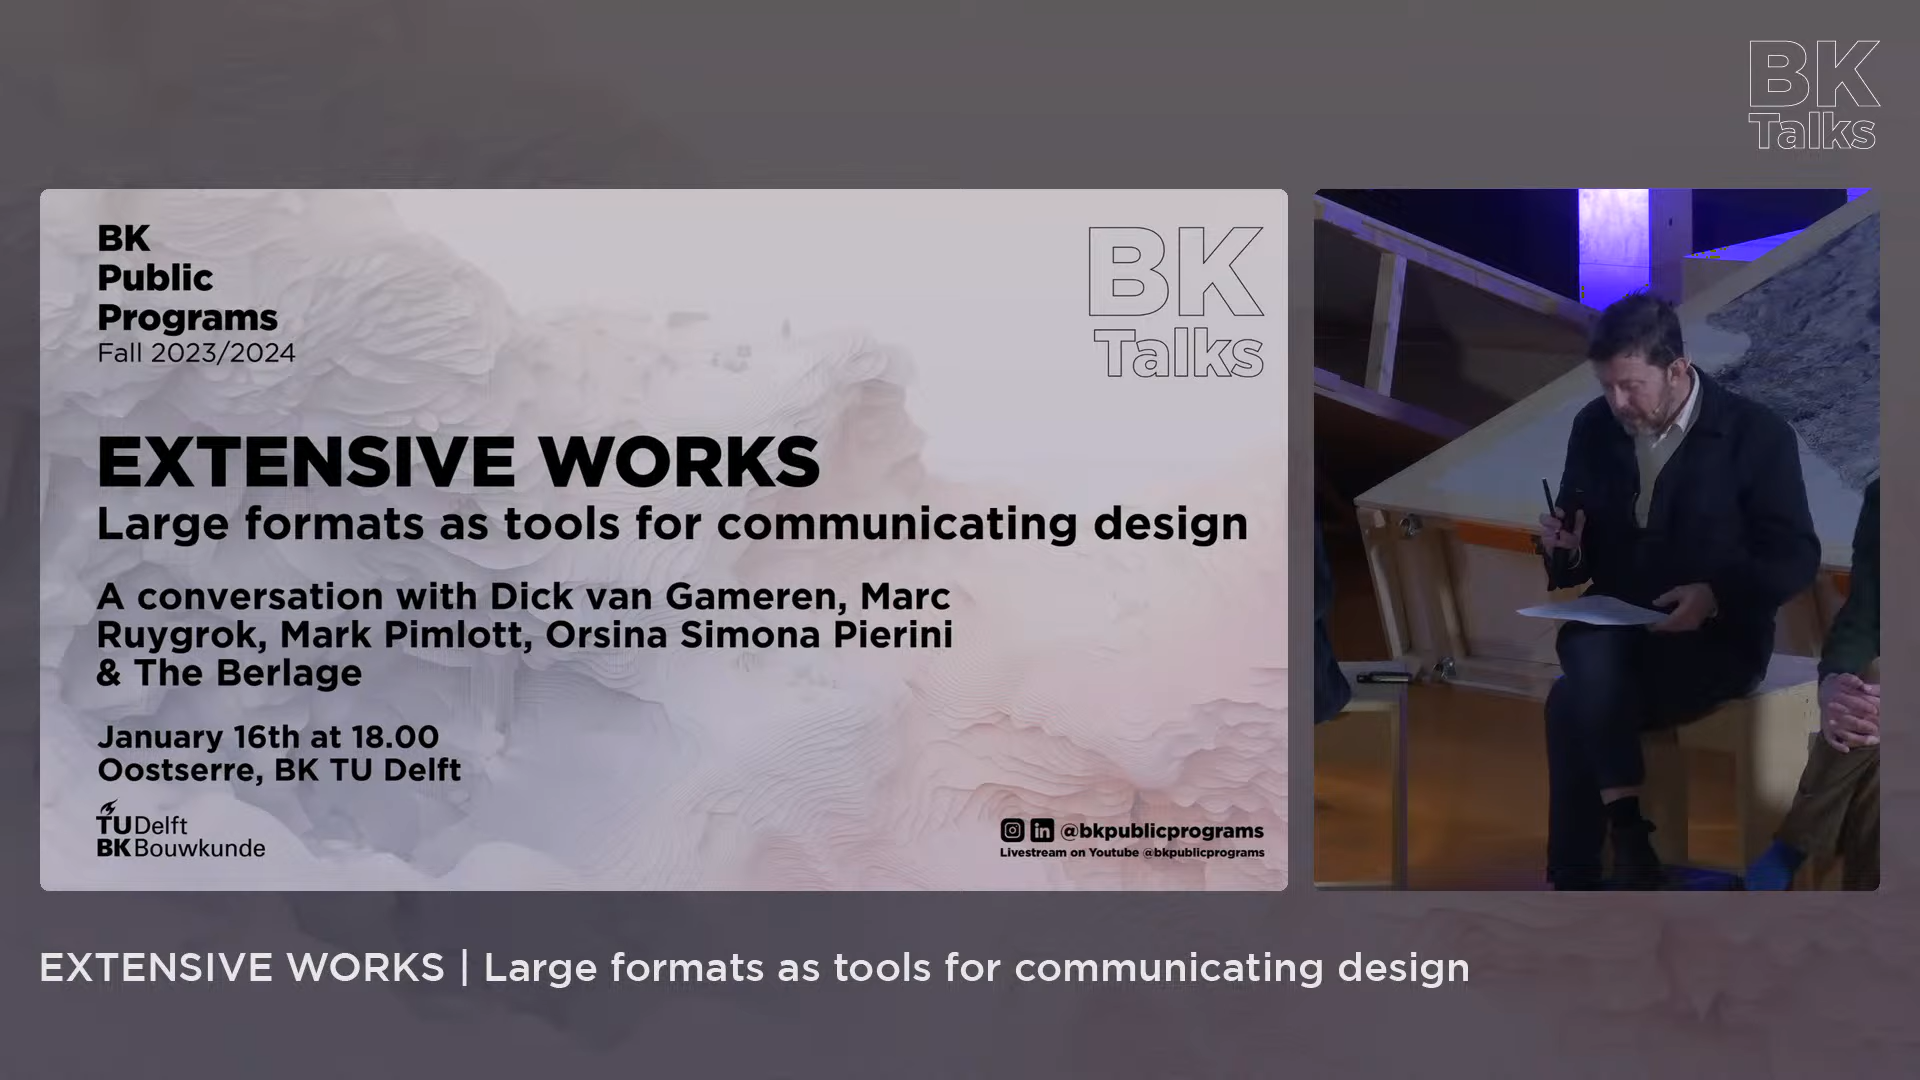 BK
Talks
BK
Public
Programs
Fall 2023/2024
BK
Talks
EXTENSIVE WORKS
Large formats as tools for communicating design
A conversation with Dick van Gameren, Marc
Ruygrok, Mark Pimlott, Orsina Simona Pierini
& The Berlage
January 16th at 18.00
Oostserre, BK TU Delft
TU Delft
BK Bouwkunde
@bkpublicprograms
Livestream on Youtube @bkpublicprograms
EXTENSIVE WORKS | Large formats as tools for communicating design